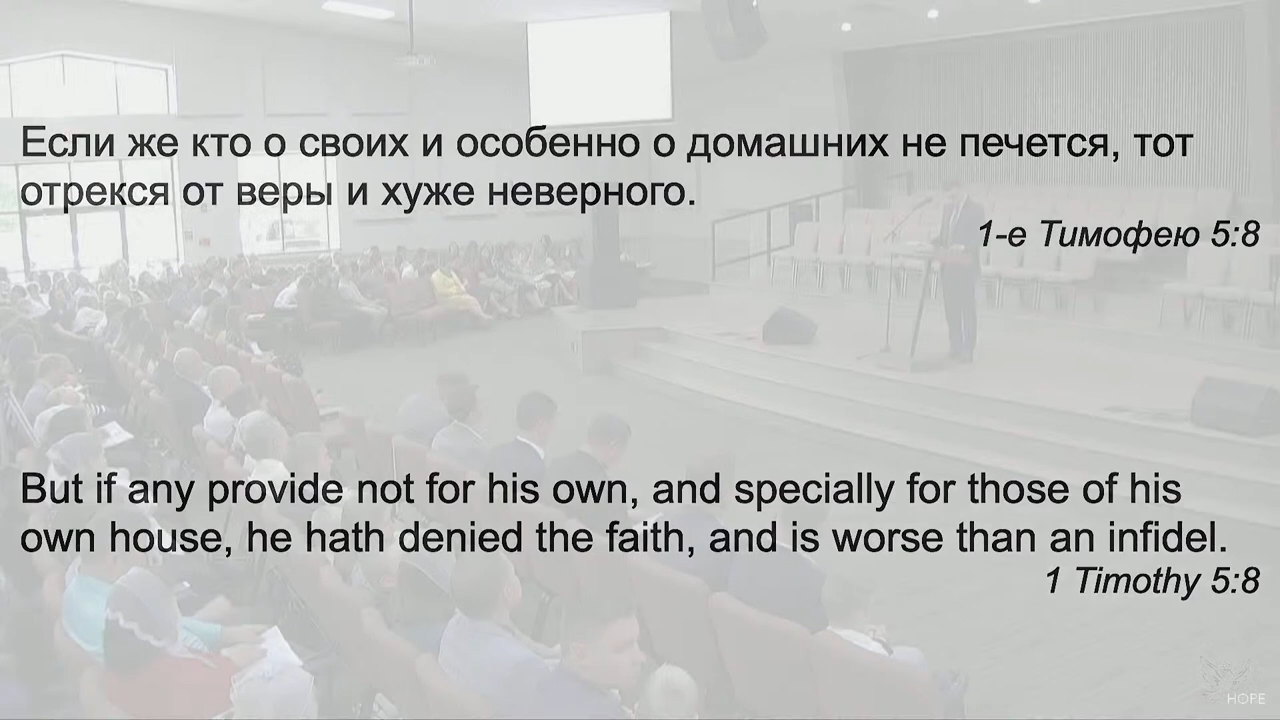 Если же кто о своих и особенно о домашних не печется, тот
отрекся от веры и хуже неверного.
1-е Тимофею 5:8
But if any provide not for his own, and specially for those of his
own house, he hath denied the faith, and is worse than an infidel.
1 Timothy 5:8
HOPE